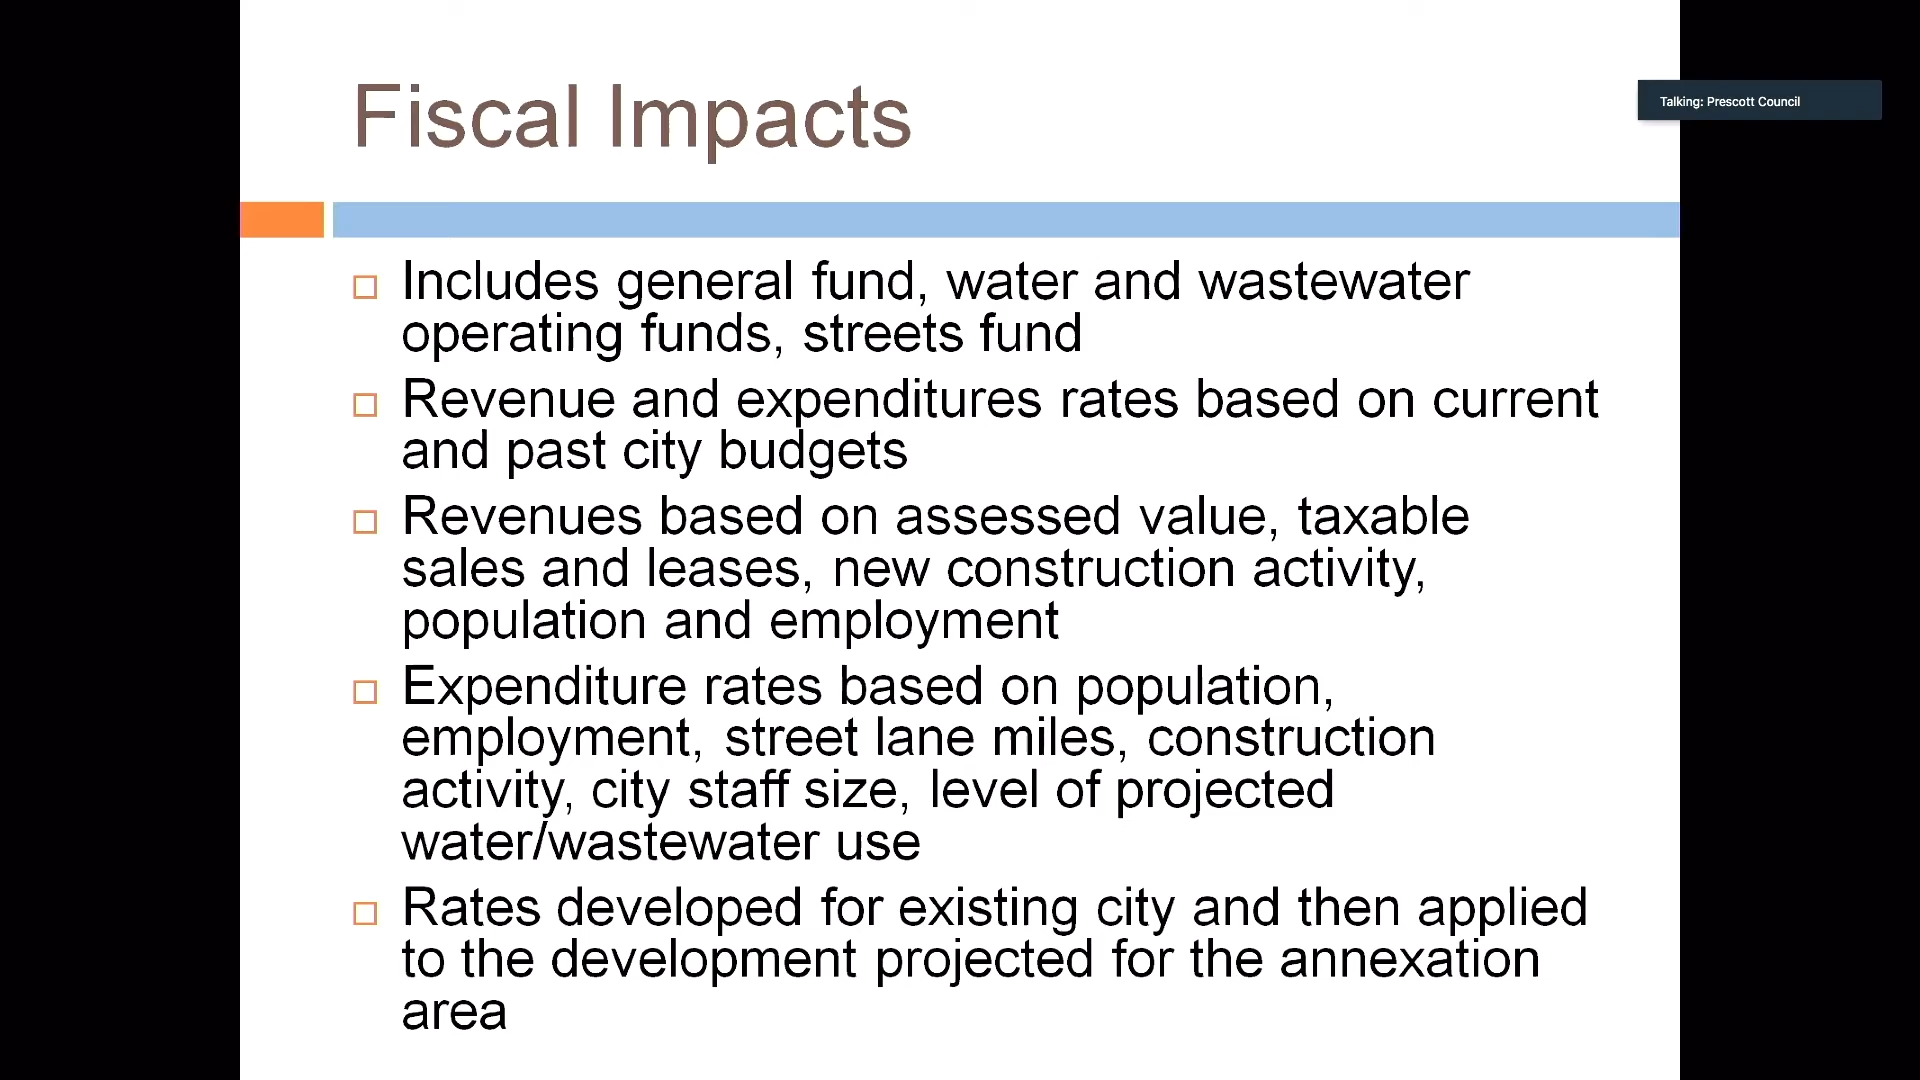 Fiscal Impacts
Talking: Prescott Council
Includes general fund, water and wastewater
operating funds, streets fund
Revenue and expenditures rates based on current
and past city budgets
Revenues based on assessed value, taxable
sales and leases, new construction activity,
population and employment
Expenditure rates based on population,
employment, street lane miles, construction
activity, city staff size, level of projected
water/wastewater use
Rates developed for existing city and then applied
to the development projected for the annexation
area